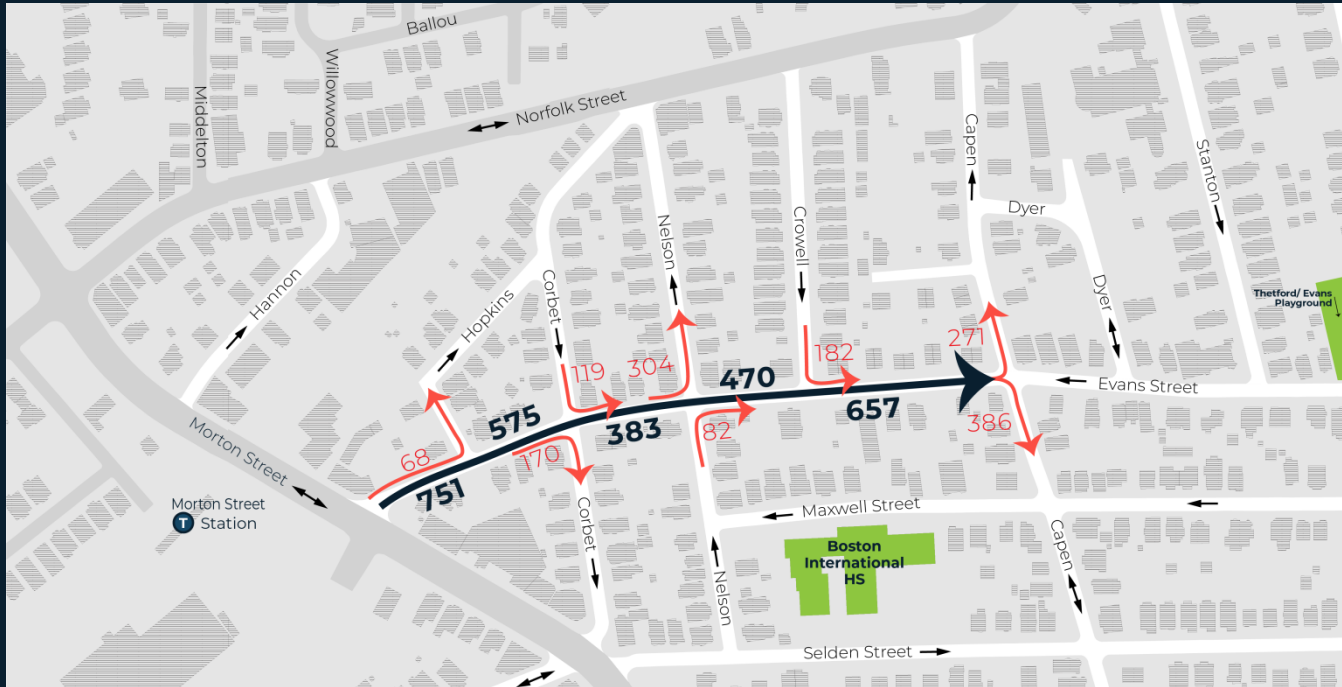 Ballou
Willowwood
Middelton
Norfolk Street
Capen
Stanton
Dyer
Nelson
Crowell
Hannon
Corbet
Hopkins
Dyer
Thetford/ Evans
Playground
119
304
182
271
470
Evans Street
68
575
383
82
657
386
170
751
Morton Street
Morton Street
T Station
Corbet
Maxwell Street
Boston
International
HS
Nelson
Capen
Selden Street